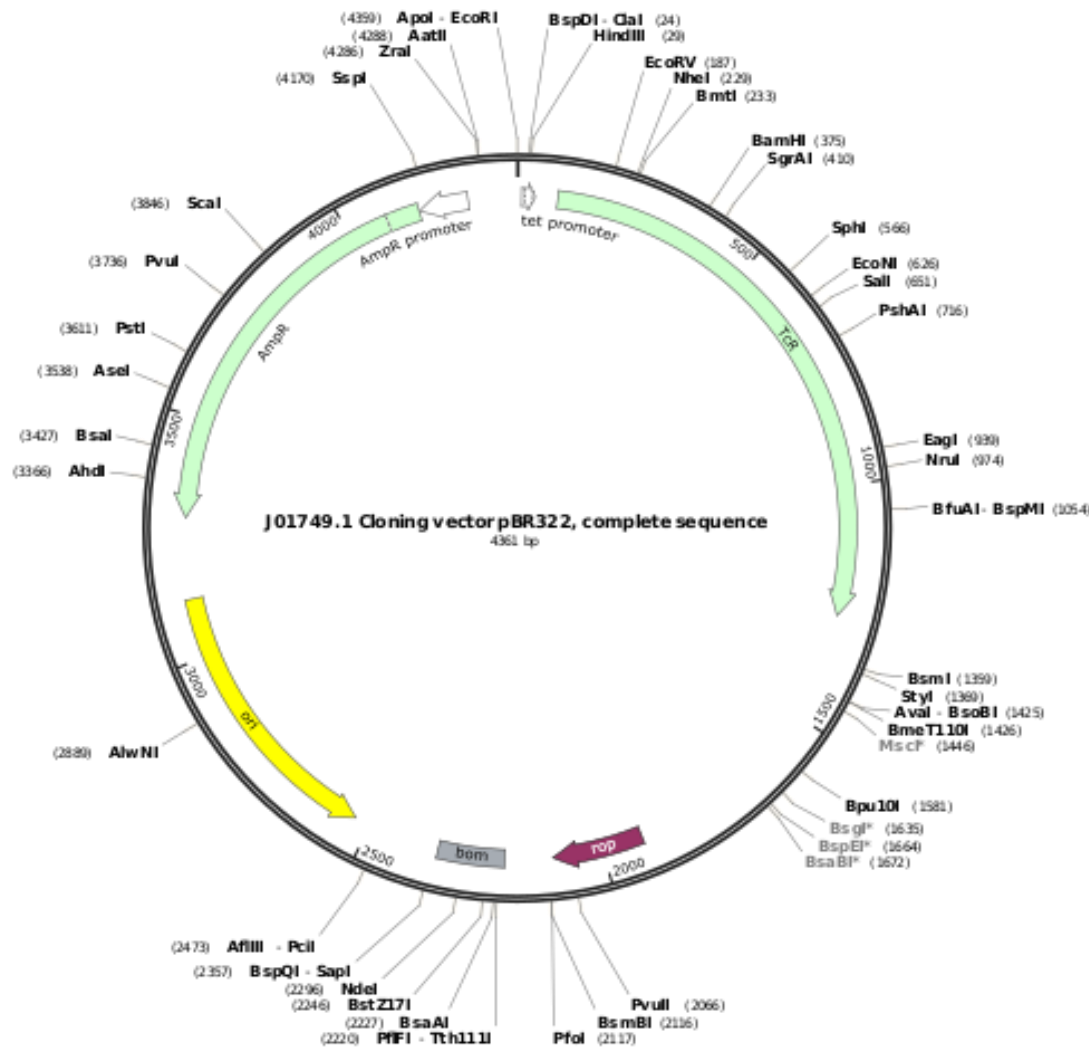 (4359) ApoI - EcoRI
(4288) AatII
(4286) ZraI
(4170) SspI
BspDI - ClaI (24)
HindIII (29)
EcoRV (187)
NheI (229)
BmtI (233)
BamHI (375)
SgrAI (410)
SphI (566)
EcoNI (626)
SalI (651)
PshAI (716)
EagI (939)
NruI (974)
BfuAI - BspMI (1054)
BsmI (1359)
StyI (1369)
AvaI - BsoBI (1425)
BmeT110I (1426)
MscI* (1446)
Bpu10I (1581)
BsgI* (1635)
BspEI* (1664)
BsaBI* (1672)
PvuII (2066)
BsmBI (2116)
PfoI (2117)
(2220) PflFI - Tth111I
(2227) BsaAI
(2246) BstZ17I
(2296) NdeI
(2357) BspQI - SapI
(2473) AflIII - PciI
(2889) AlwNI
(3366) AhdI
(3427) BsaI
(3538) AseI
(3611) PstI
(3736) PvuI
(3846) ScaI
500
1000
1500
2000
2500
3000
3500
4000
tet promoter
TcR
rop
bom
ori
AmpR
AmpR promoter
J01749.1 Cloning vector pBR322, complete sequence
4361 bp